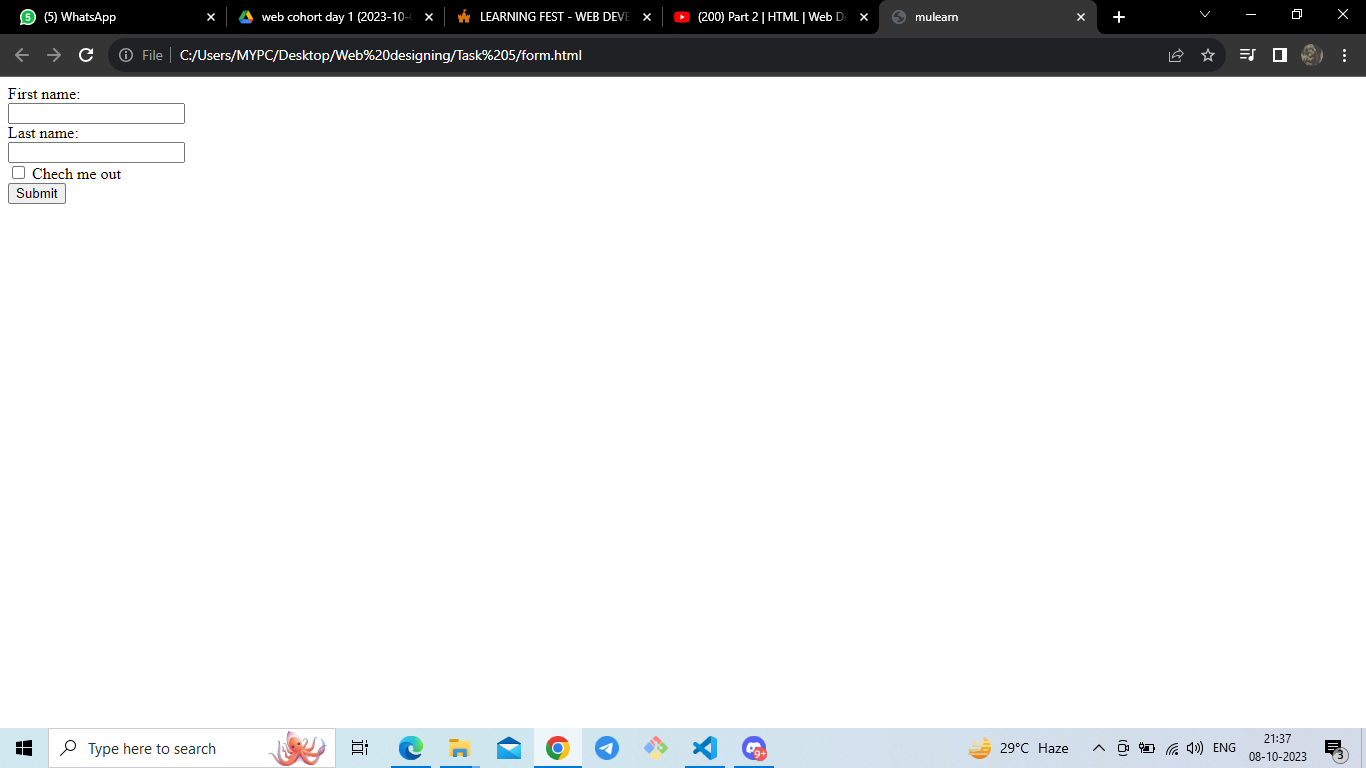 (5) WhatsApp
web cohort day 1 (2023-10-
LEARNING FEST - WEB DEVE
(200) Part 2 | HTML | Web D
mulearn
File
C:/Users/MYPC/Desktop/Web%20designing/Task%205/form.html
First name:
Last name:
Chech me out
Submit
Type here to search
9+
29°C Haze
ENG
21:37
08-10-2023
3